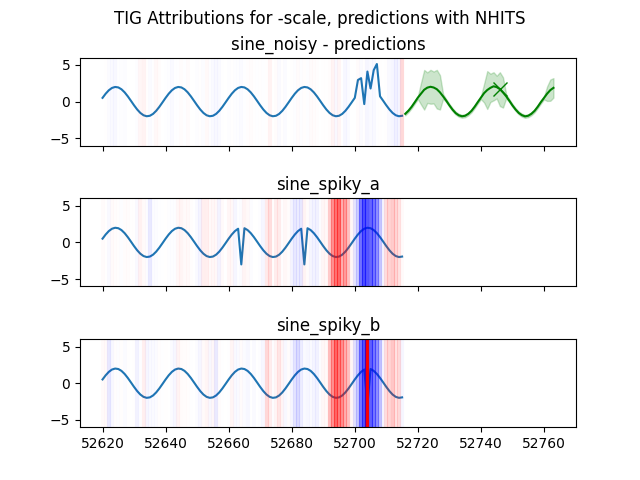 TIG Attributions for -scale, predictions with NHITS
sine_noisy - predictions
5
0
−5
sine_spiky_a
5
0
−5
sine_spiky_b
5
0
−5
52620 52640 52660 52680 52700 52720 52740 52760